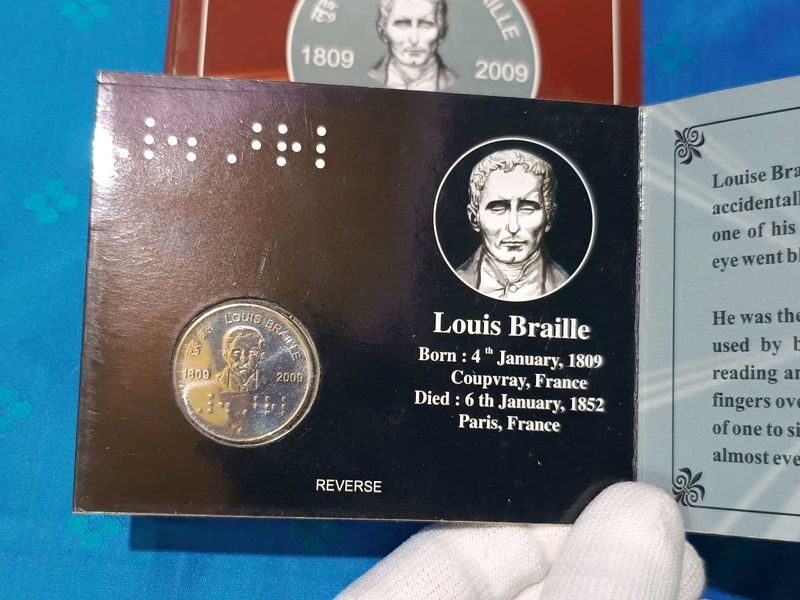 BRAILLE
1809
2009
Louis Braille
Born : 4 th January, 1809
Coupvray, France
Died : 6 th January, 1852
Paris, France
LOUIS BRAILLE
1809
2009
REVERSE
Louise Bra
accidentall
one of his
eye went bl
He was the
used by b
reading an
fingers ove
of one to si
almost eve